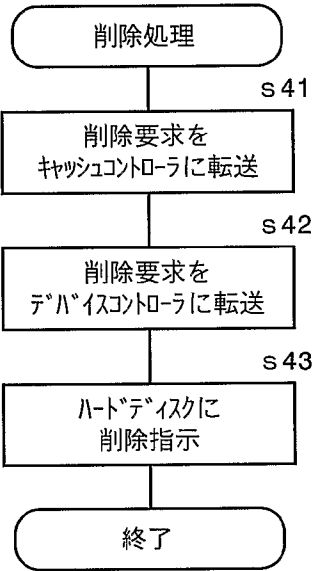 削除処理
s41
削除要求を
ｷｬｯｼｭｺﾝﾄﾛｰﾗに転送
s42
削除要求を
ﾃﾞﾊﾞｲｽｺﾝﾄﾛｰﾗに転送
s43
ﾊｰﾄﾞﾃﾞｨｽｸに
削除指示
終了